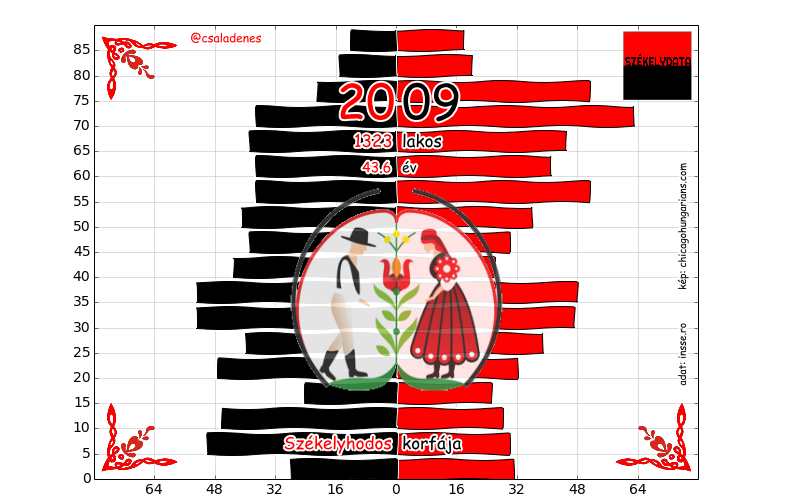 @csaladenes
SZÉKELYDATA
2009
1323 lakos
43.6 év
85
80
75
70
65
60
55
50
45
40
35
30
25
20
15
10
5
0
kép: chicagohungarians.com
adat: insse.ro
Székelyhodos korfája
64 48 32 16 0 16 32 48 64